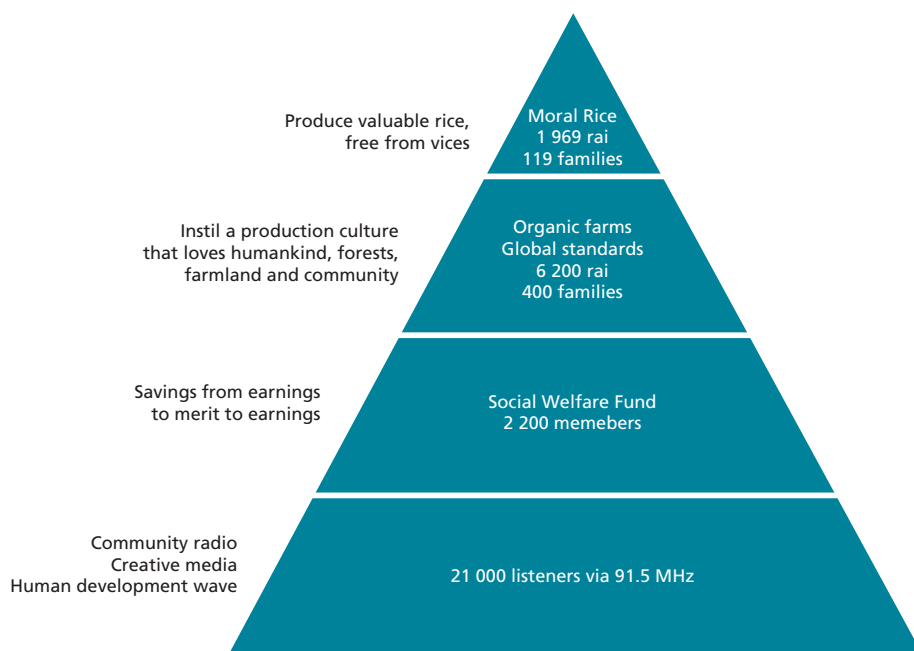 Produce valuable rice,
free from vices
Moral Rice
1 969 rai
119 families
Instil a production culture
that loves humankind, forests,
farmland and community
Organic farms
Global standards
6 200 rai
400 families
Savings from earnings
to merit to earnings
Social Welfare Fund
2 200 memebers
Community radio
Creative media
Human development wave
21 000 listeners via 91.5 MHz